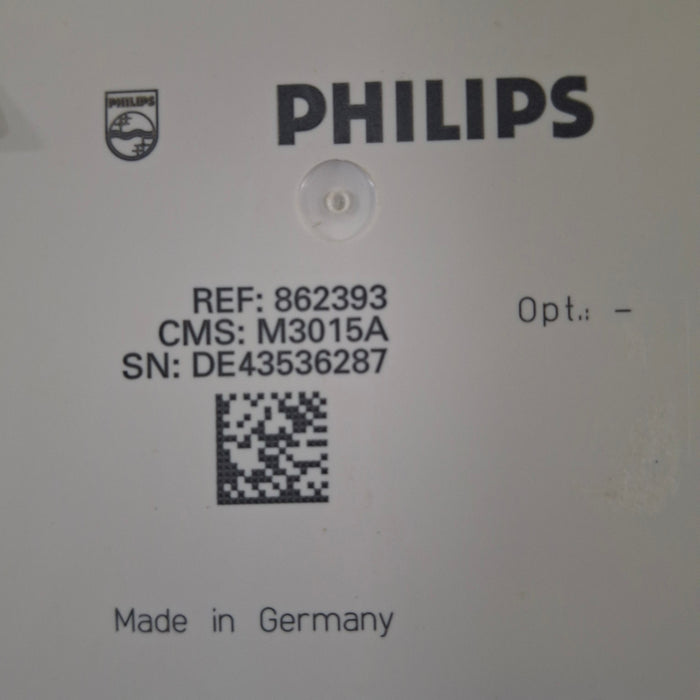 PHILIPS
PHILIPS
REF: 862393
CMS: M3015A
SN: DE43536287
Opt.: –
Made in Germany